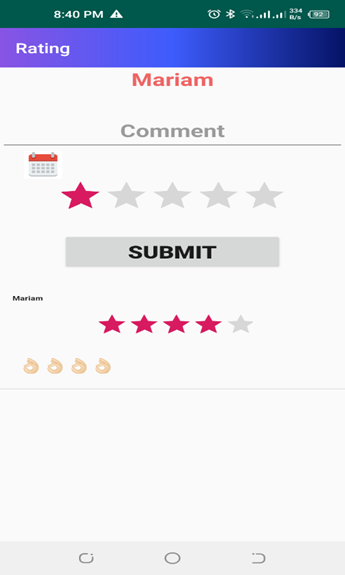 8:40 PM 334 B/s 92
Rating
Mariam
Comment
SUBMIT
Mariam
👌🏻👌🏻👌🏻👌🏻